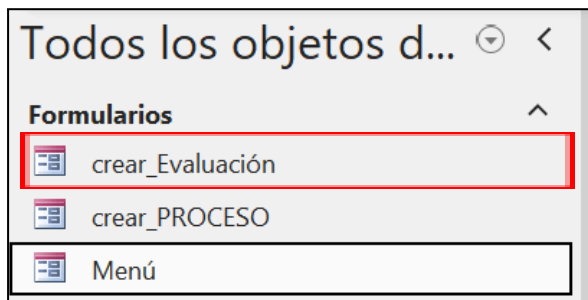 Todos los objetos d...
Formularios
crear_Evaluación
crear_PROCESO
Menú